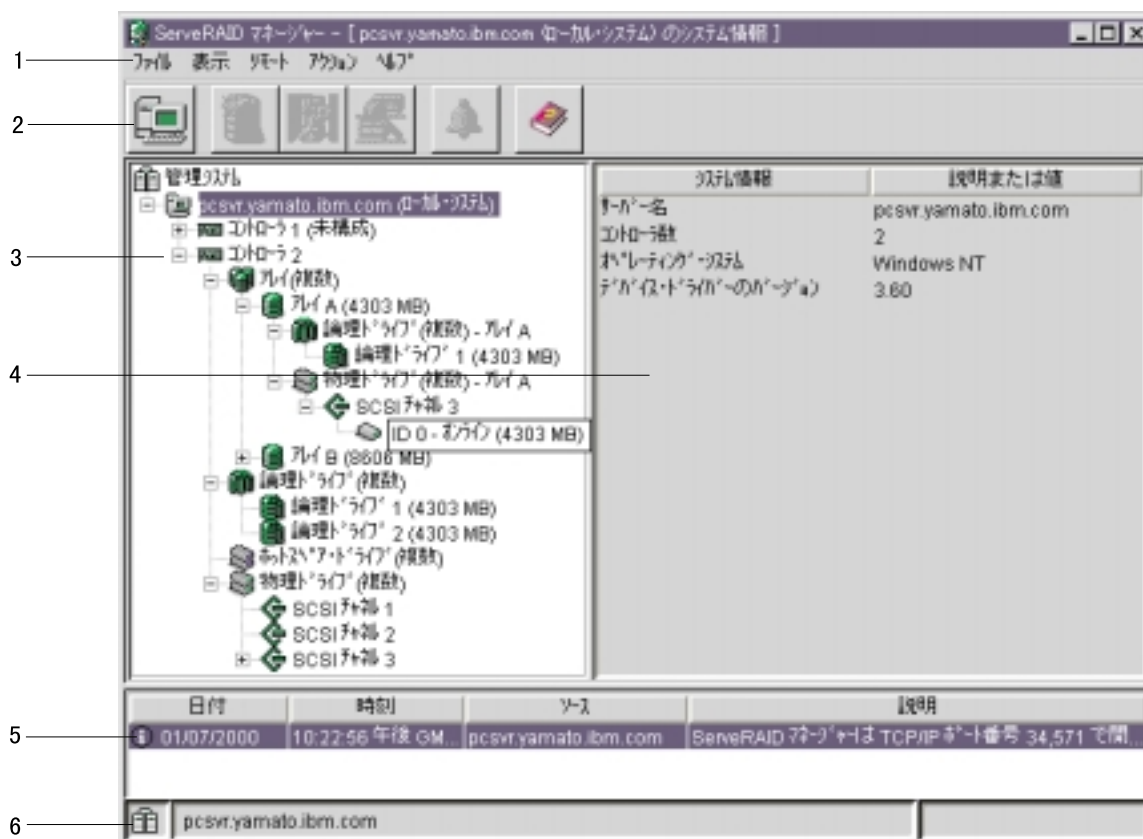 ServeRAID マネージャー - [ pcsvr.yamato.ibm.com (ローカル・システム) のシステム情報 ]
1
ファイル 表示 リモート アクション ヘルプ
2
管理システム
pcsvr.yamato.ibm.com (ローカル・システム)
コントローラ 1 (未構成)
3
コントローラ 2
アレイ(複数)
アレイ A (4303 MB)
論理ドライブ(複数) - アレイ A
論理ドライブ 1 (4303 MB)
4
物理ドライブ(複数) - アレイ A
SCSI チャネル 3
ID 0 - オンライン (4303 MB)
アレイ B (8606 MB)
論理ドライブ(複数)
論理ドライブ 1 (4303 MB)
論理ドライブ 2 (4303 MB)
ホットスペア・ドライブ(複数)
物理ドライブ(複数)
SCSI チャネル 1
SCSI チャネル 2
SCSI チャネル 3
システム情報 説明または値
サーバー名 pcsvr.yamato.ibm.com
コントローラ数 2
オペレーティング・システム Windows NT
デバイス・ドライバーのバージョン 3.60
日付 時刻 ソース 説明
5
01/07/2000 10:22:56 午後 GM... pcsvr.yamato.ibm.com ServeRAID マネージャーは TCP/IP ポート番号 34,571 で開...
6
pcsvr.yamato.ibm.com